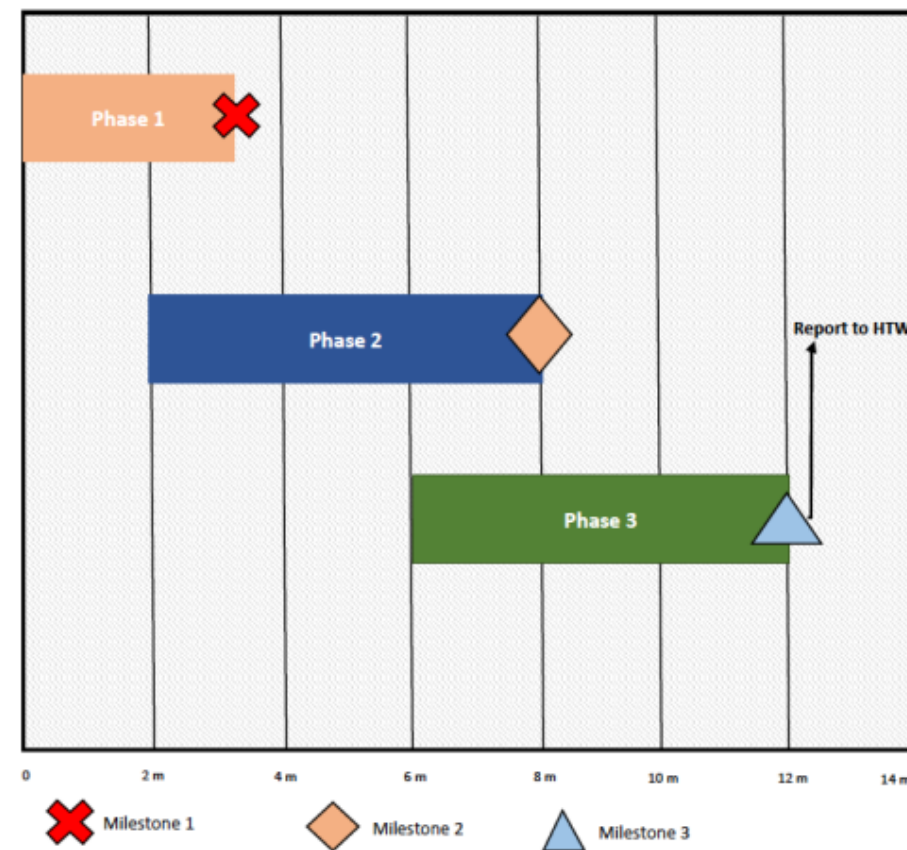 Phase 1
Phase 2
Report to HTW
Phase 3
0 2 m 4 m 6 m 8 m 10 m 12 m 14 m
Milestone 1 Milestone 2 Milestone 3